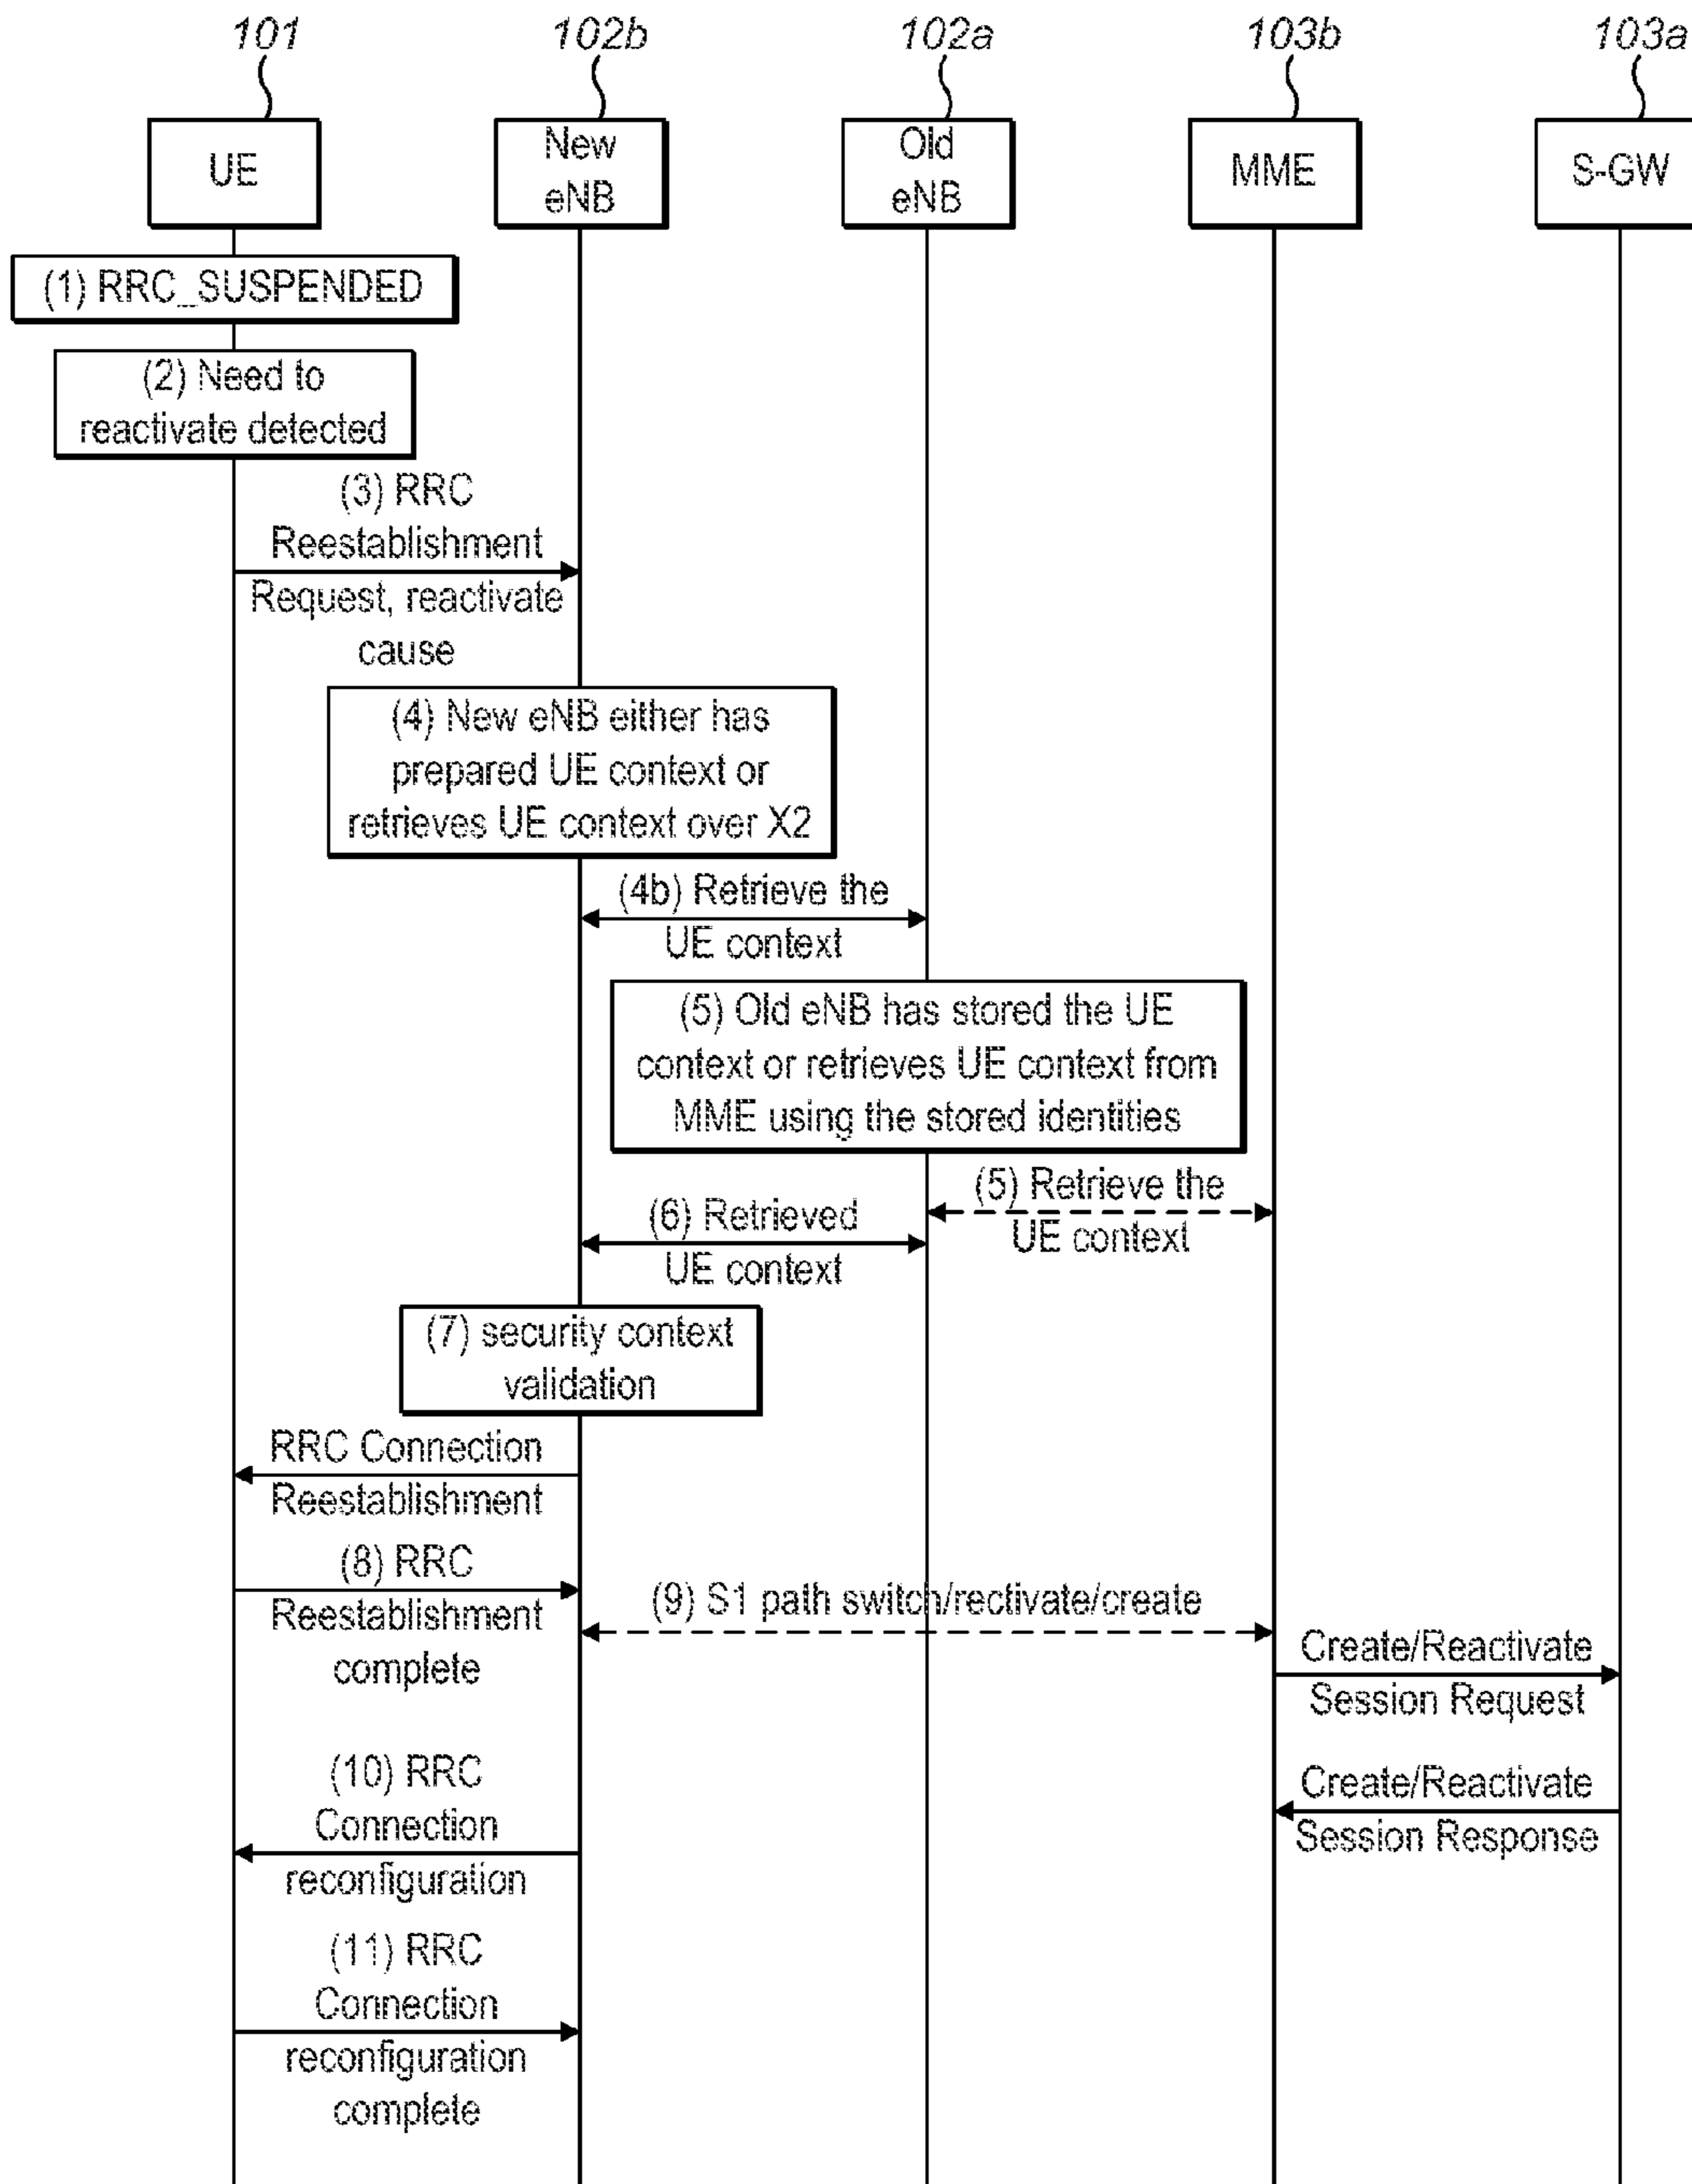 101
102b
102a
103b
103a
UE
New
eNB
Old
eNB
MME
S-GW
(1) RRC_SUSPENDED
(2) Need to
reactivate detected
(3) RRC
Reestablishment
Request, reactivate
cause
(4) New eNB either has
prepared UE context or
retrieves UE context over X2
(4b) Retrieve the
UE context
(5) Old eNB has stored the UE
context or retrieves UE context from
MME using the stored identities
(5) Retrieve the
UE context
(6) Retrieved
UE context
(7) security context
validation
RRC Connection
Reestablishment
(8) RRC
Reestablishment
complete
(9) S1 path switch/rectivate/create
Create/Reactivate
Session Request
(10) RRC
Connection
reconfiguration
Create/Reactivate
Session Response
(11) RRC
Connection
reconfiguration
complete